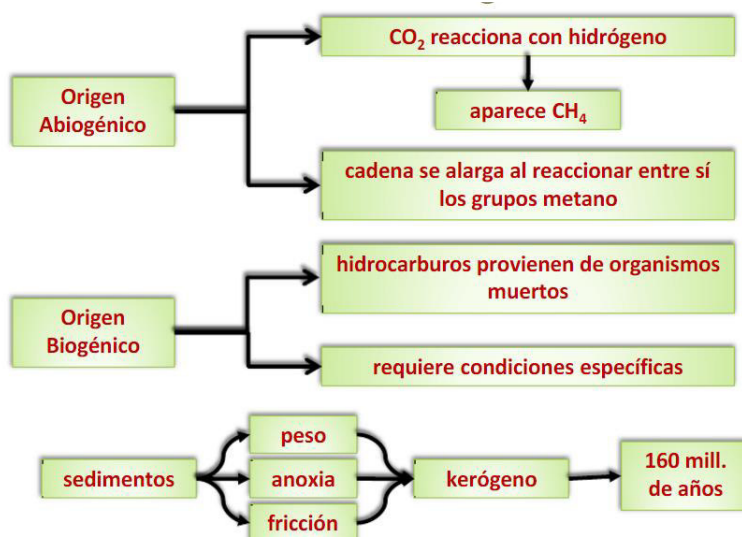 CO₂ reacciona con hidrógeno
Origen
Abiogénico
aparece CH₄
cadena se alarga al reaccionar entre sí
los grupos metano
hidrocarburos provienen de organismos
muertos
Origen
Biogénico
requiere condiciones específicas
peso
sedimentos
anoxia
kerógeno
160 mill.
de años
fricción